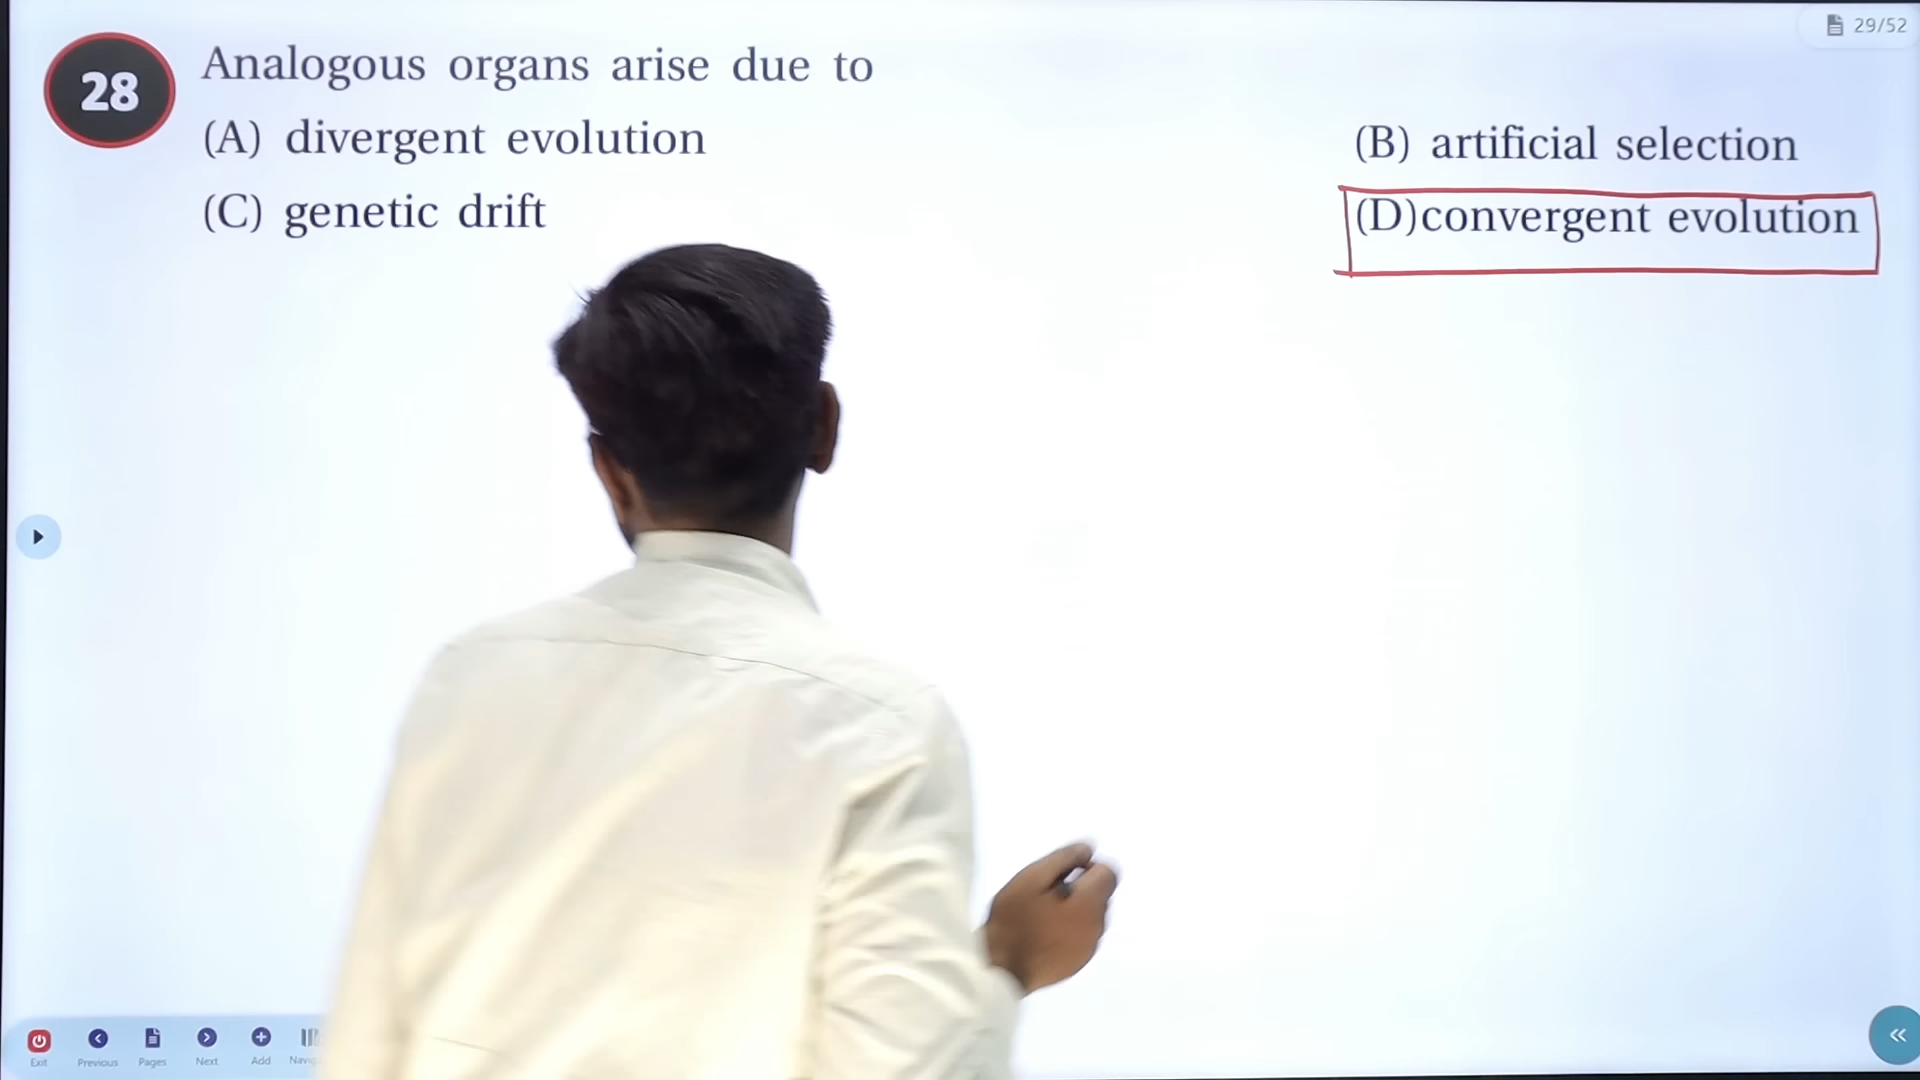 29/52
28 Analogous organs arise due to
(A) divergent evolution
(B) artificial selection
(C) genetic drift
(D)convergent evolution
Exit Previous Pages Next Add